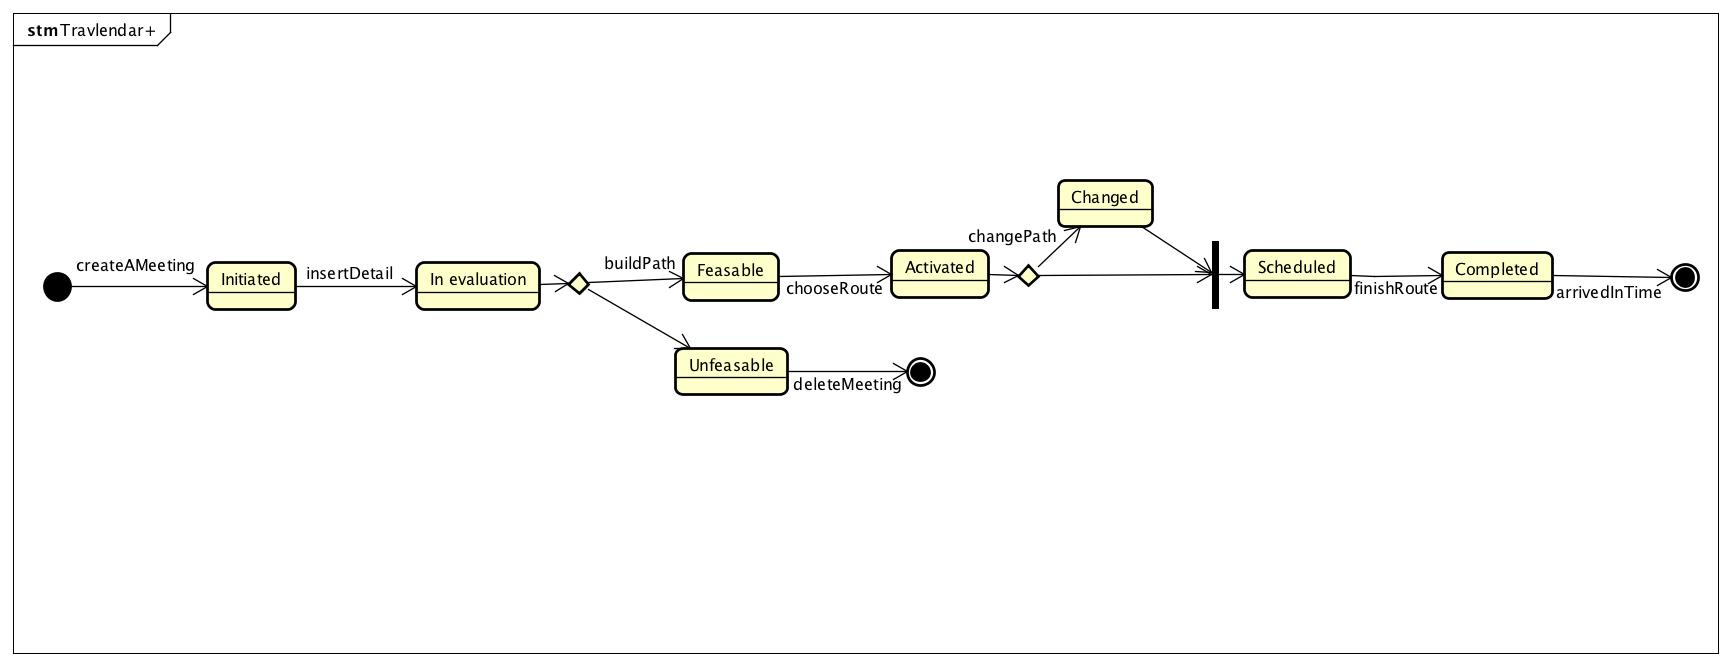 stm Travlendar+
Changed
changePath
createAMeeting
Initiated
insertDetail
In evaluation
buildPath
Feasable
chooseRoute
Activated
Scheduled
finishRoute
Completed
arrivedInTime
Unfeasable
deleteMeeting